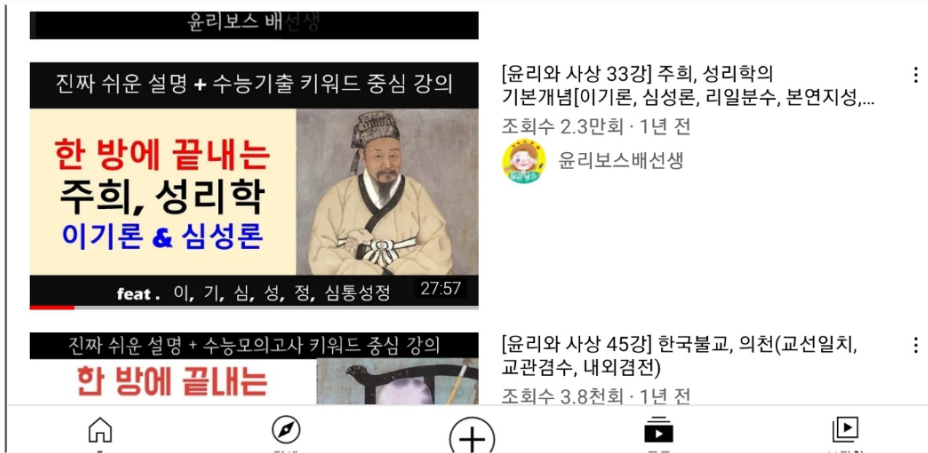 윤리보스 배선생
진짜 쉬운 설명 + 수능기출 키워드 중심 강의
한 방에 끝내는
주희, 성리학
이기론 & 심성론
feat. 이, 기, 심, 성, 정, 심통성정
27:57
[윤리와 사상 33강] 주희, 성리학의
기본개념[이기론, 심성론, 리일분수, 본연지성,...
조회수 2.3만회 · 1년 전
윤리보스배선생
진짜 쉬운 설명 + 수능모의고사 키워드 중심 강의
한 방에 끝내는
[윤리와 사상 45강] 한국불교, 의천(교선일치,
교관겸수, 내외겸전)
조회수 3.8천회 · 1년 전